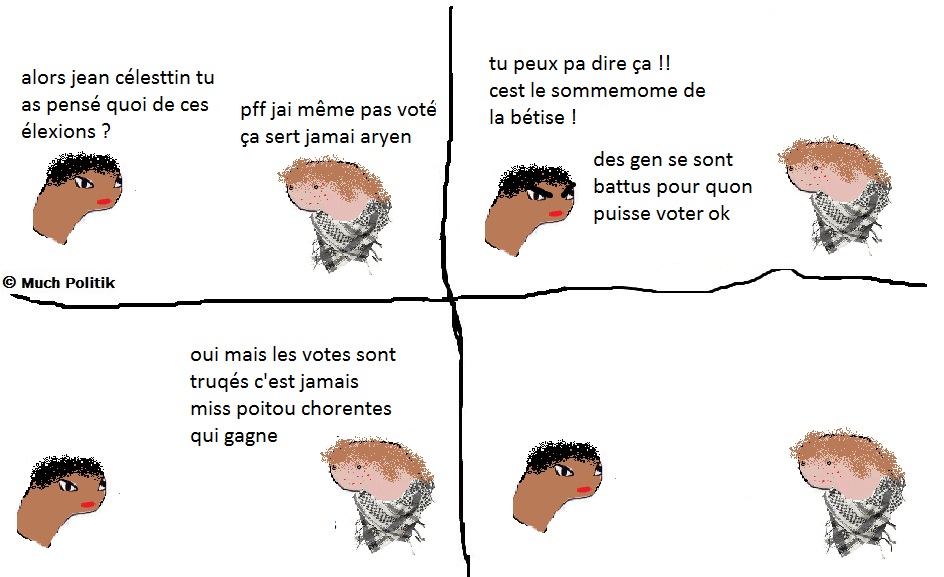 alors jean célesttin tu
as pensé quoi de ces
élexions ?
pff jai même pas voté
ça sert jamai aryen
tu peux pa dire ça !!
cest le sommemome de
la bétise !
des gen se sont
battus pour quon
puisse voter ok
© Much Politik
oui mais les votes sont
truqés c'est jamais
miss poitou chorentes
qui gagne